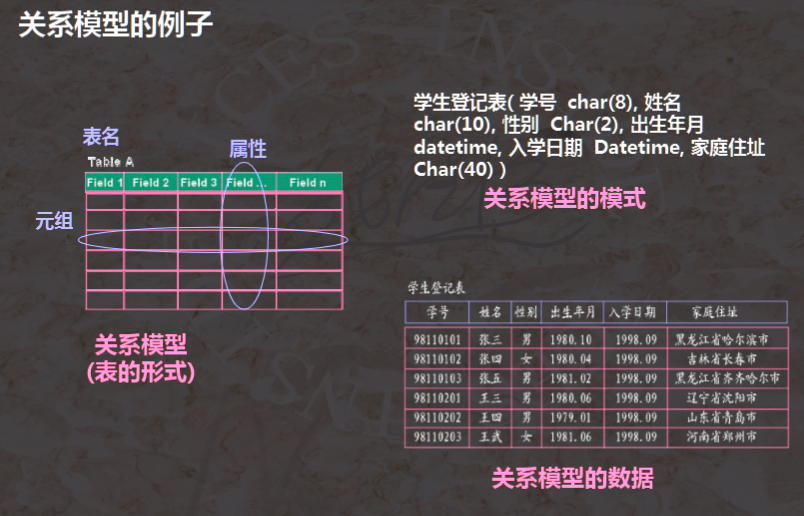 关系模型的例子
表名
属性
Table A
Field 1 Field 2 Field 3 Field ... Field n
元组
关系模型
(表的形式)
学生登记表( 学号 char(8), 姓名
char(10), 性别 Char(2), 出生年月
datetime, 入学日期 Datetime, 家庭住址
Char(40) )
关系模型的模式
学生登记表
学号 姓名 性别 出生年月 入学日期 家庭住址
98110101 张三 男 1980.10 1998.09 黑龙江省哈尔滨市
98110102 张四 女 1980.04 1998.09 吉林省长春市
98110103 张五 男 1981.02 1998.09 黑龙江省齐齐哈尔市
98110201 王三 男 1980.06 1998.09 辽宁省沈阳市
98110202 王四 男 1979.01 1998.09 山东省青岛市
98110203 王武 女 1981.06 1998.09 河南省郑州市
关系模型的数据